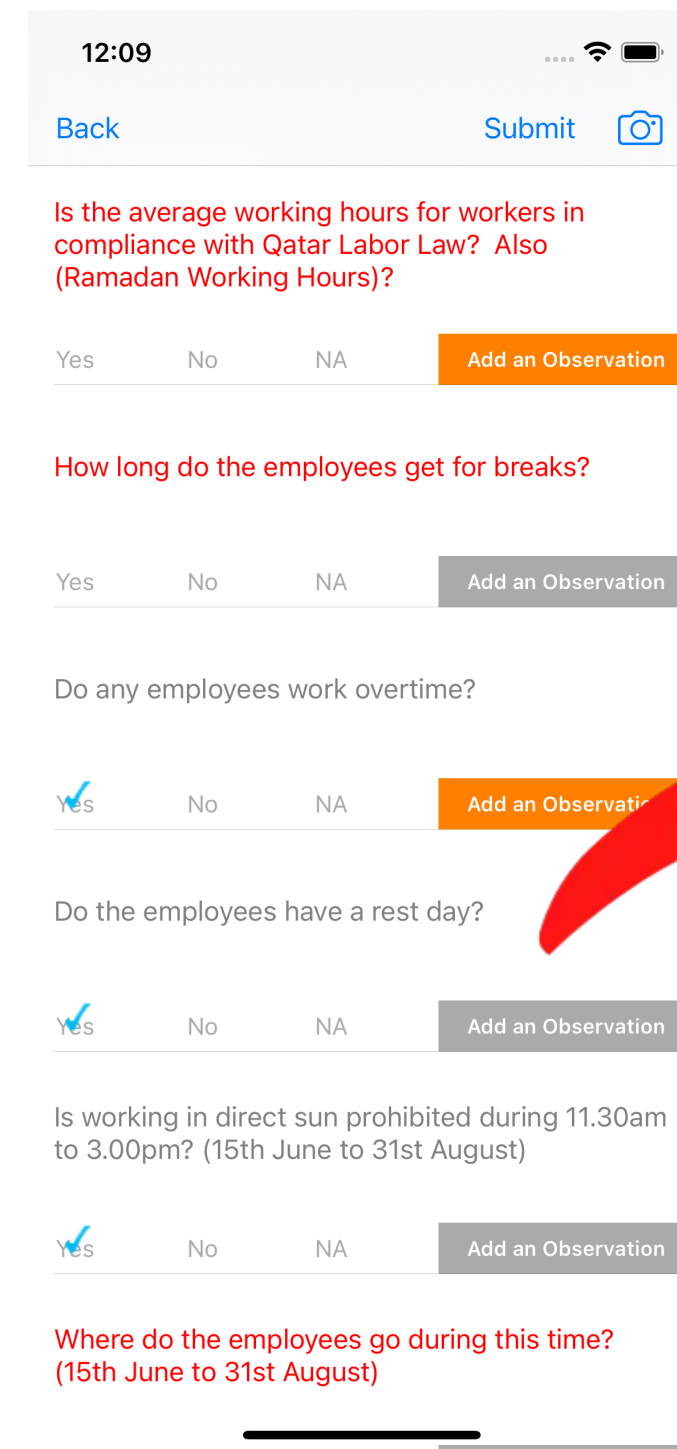 12:09
Back Submit
Is the average working hours for workers in
compliance with Qatar Labor Law?  Also
(Ramadan Working Hours)?
Yes No NA Add an Observation
How long do the employees get for breaks?
Yes No NA Add an Observation
Do any employees work overtime?
Yes No NA Add an Observatio
Do the employees have a rest day?
Yes No NA Add an Observation
Is working in direct sun prohibited during 11.30am
to 3.00pm? (15th June to 31st August)
Yes No NA Add an Observation
Where do the employees go during this time?
(15th June to 31st August)